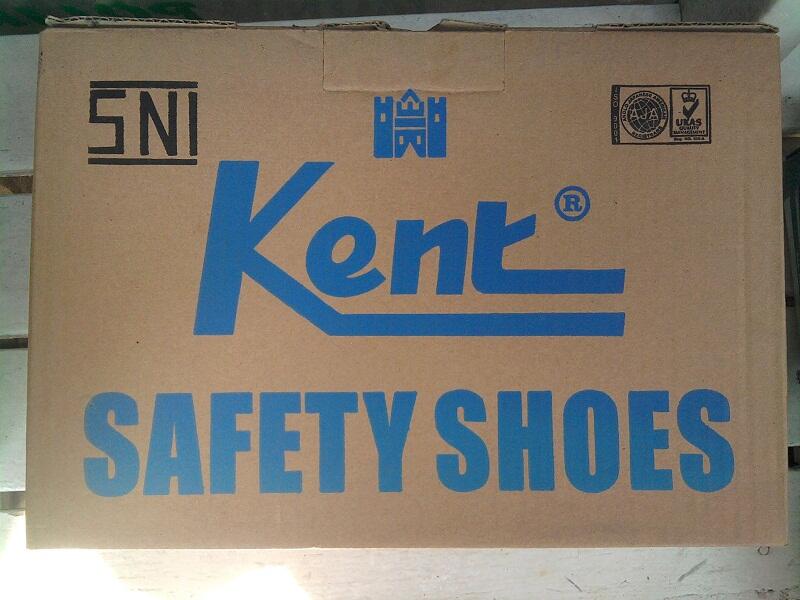 SNI
AJA
UKAS
QUALITY
MANAGEMENT
Kent ®
SAFETY SHOES